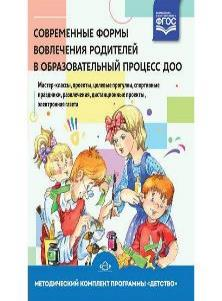 ФГОС
СОВРЕМЕННЫЕ ФОРМЫ
ВОВЛЕЧЕНИЯ РОДИТЕЛЕЙ
В ОБРАЗОВАТЕЛЬНЫЙ ПРОЦЕСС ДОО
Мастер-классы, проекты, целевые прогулки, спортивные
праздники, развлечения, дистанционные проекты,
электронная газета
МЕТОДИЧЕСКИЙ КОМПЛЕКТ ПРОГРАММЫ «ДЕТСТВО»